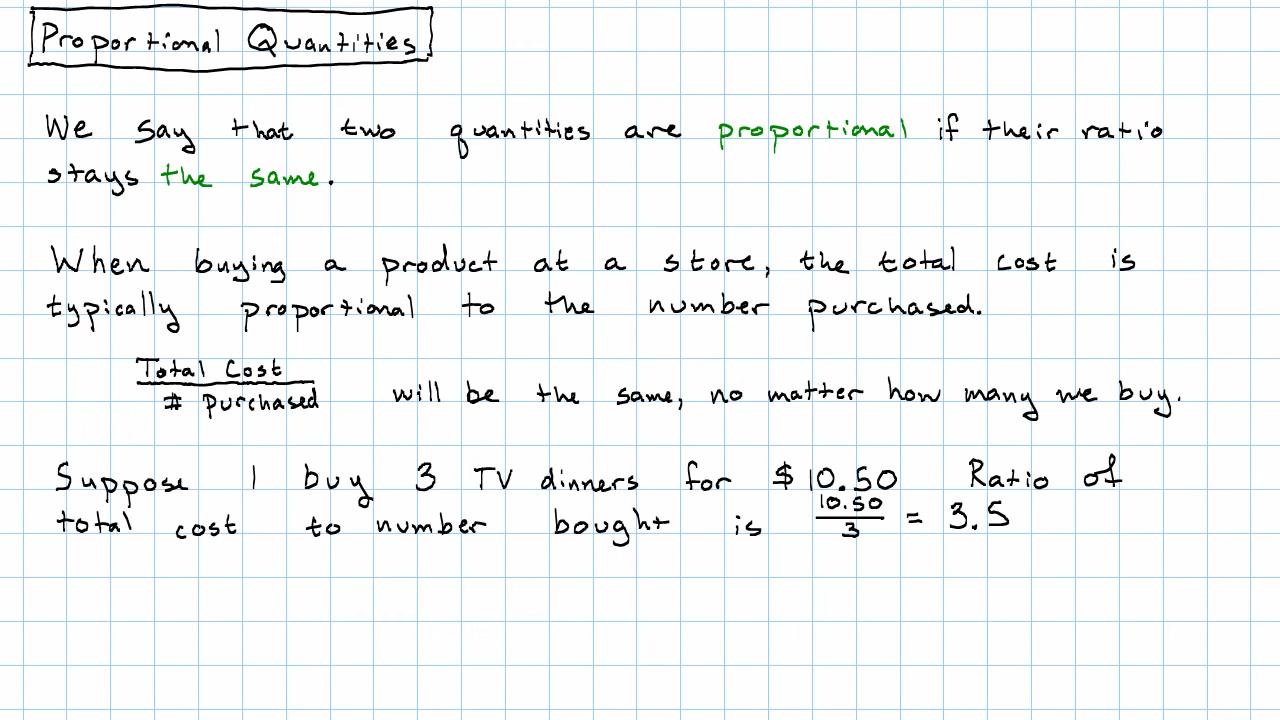 Proportional Quantities
We say that two quantities are proportional if their ratio
stays the same.
When buying a product at a store, the total cost is
typically proportional to the number purchased.
Total Cost
# purchased will be the same, no matter how many we buy.
Suppose I buy 3 TV dinners for $10.50 Ratio of
total cost to number bought is 10.50/3 = 3.5